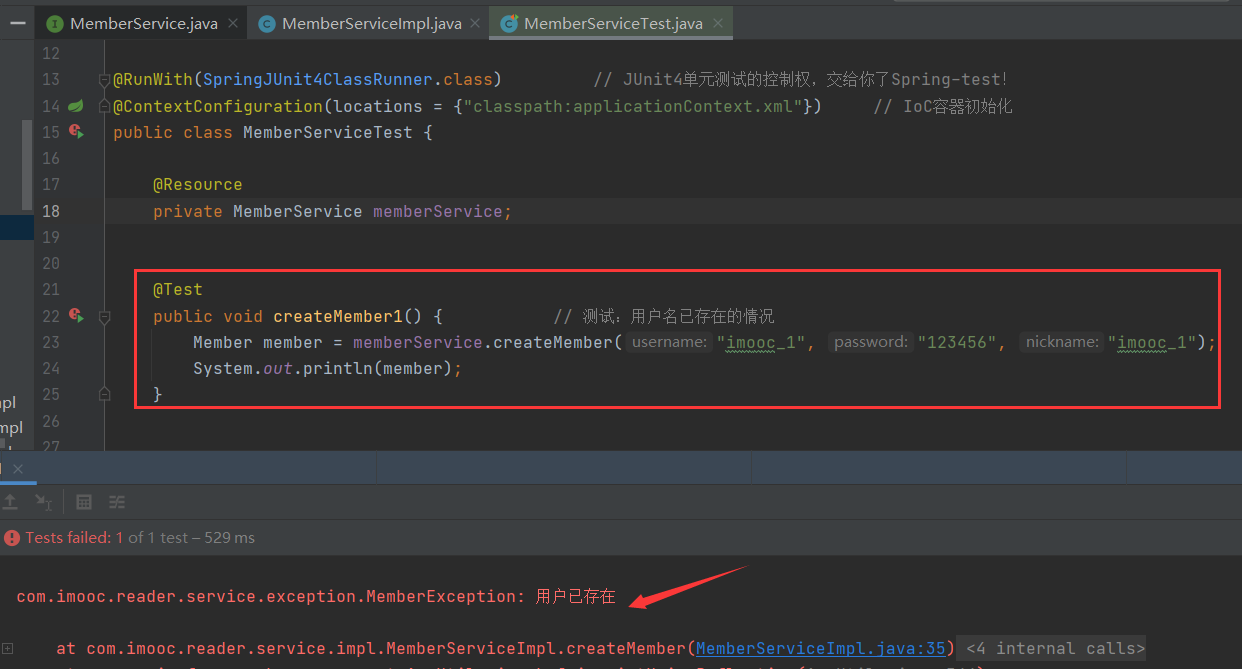 MemberService.java MemberServiceImpl.java MemberServiceTest.java
12
13 @RunWith(SpringJUnit4ClassRunner.class) // JUnit4单元测试的控制权，交给你了Spring-test!
14 @ContextConfiguration(locations = {"classpath:applicationContext.xml"}) // IoC容器初始化
15 public class MemberServiceTest {
16
17 @Resource
18 private MemberService memberService;
19
20
21 @Test
22 public void createMember1() { // 测试：用户名已存在的情况
23 Member member = memberService.createMember( username: "imooc_1", password: "123456", nickname: "imooc_1");
24 System.out.println(member);
25 }
26
27
Tests failed: 1 of 1 test – 529 ms
com.imooc.reader.service.exception.MemberException: 用户已存在
at com.imooc.reader.service.impl.MemberServiceImpl.createMember(MemberServiceImpl.java:35) <4 internal calls>